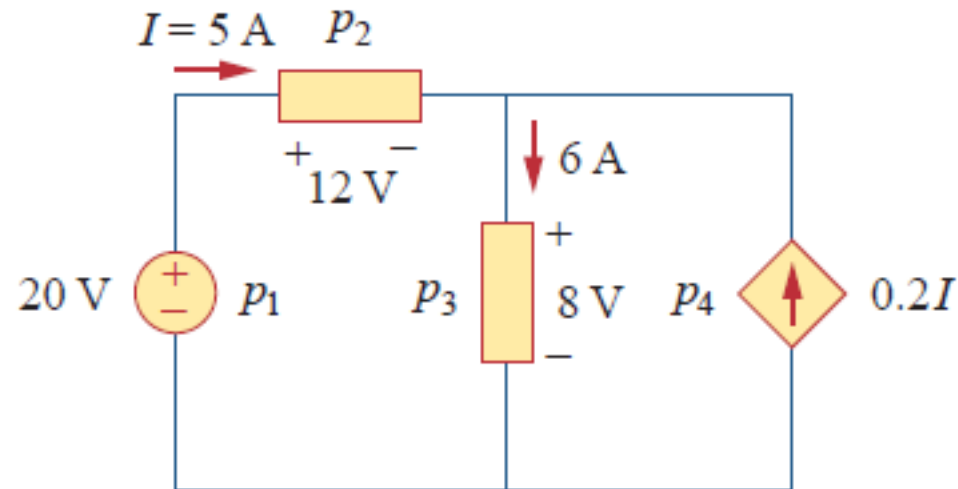 I = 5 A p₂
+ −
12 V
6 A
20 V + − p₁
p₃ + 8 V −
p₄ 0.2I